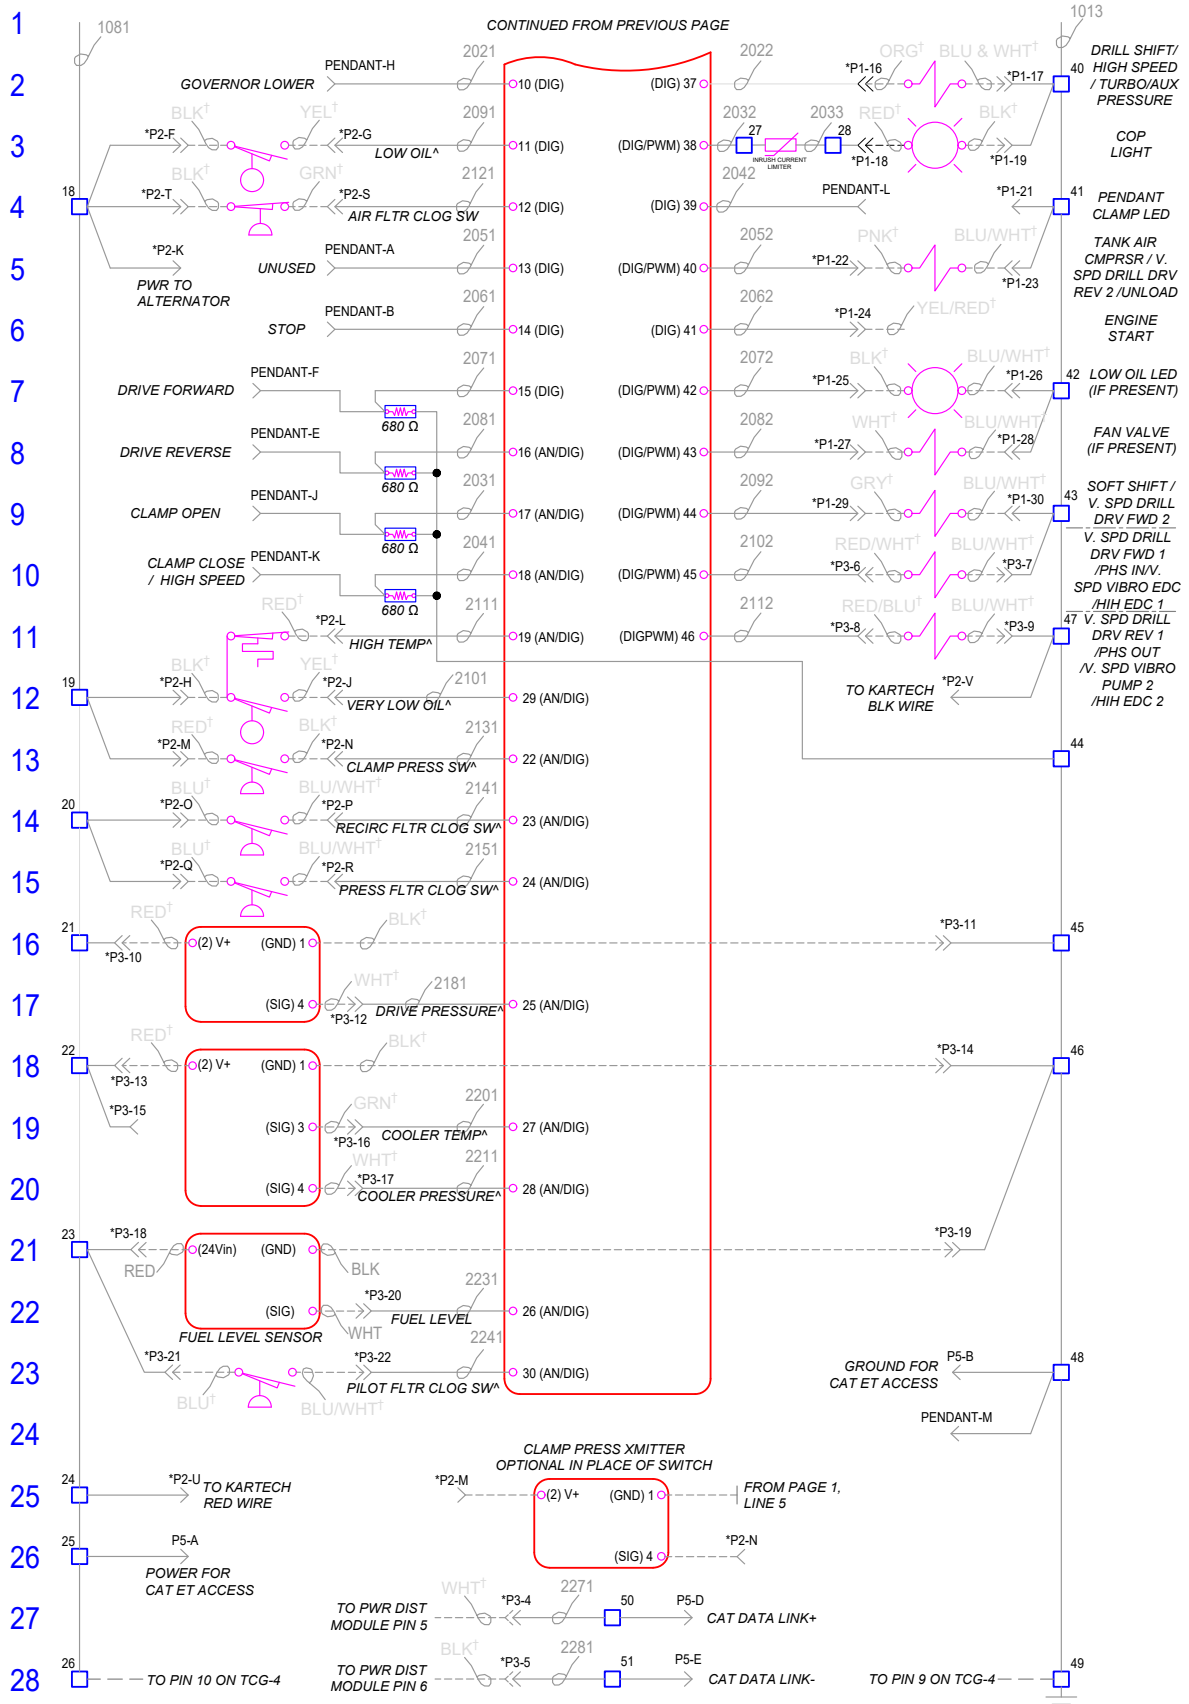 1
1081
CONTINUED FROM PREVIOUS PAGE
1013
2
GOVERNOR LOWER
PENDANT-H
2021
10 (DIG)
(DIG) 37
2022
*P1-16
ORG†
BLU & WHT†
*P1-17
40
DRILL SHIFT/
HIGH SPEED
/ TURBO/AUX
PRESSURE
3
*P2-F
BLK†
YEL†
*P2-G
LOW OIL^
2091
11 (DIG)
(DIG/PWM) 38
2032
27
INRUSH CURRENT
LIMITER
2033
28
*P1-18
RED†
BLK†
*P1-19
COP
LIGHT
4
18
*P2-T
BLK†
GRN†
*P2-S
AIR FLTR CLOG SW
2121
12 (DIG)
(DIG) 39
2042
PENDANT-L
*P1-21
41
PENDANT
CLAMP LED
5
*P2-K
PWR TO
ALTERNATOR
UNUSED
PENDANT-A
2051
13 (DIG)
(DIG/PWM) 40
2052
*P1-22
PNK†
BLU/WHT†
*P1-23
TANK AIR
CMPRSR / V.
SPD DRILL DRV
REV 2 /UNLOAD
6
STOP
PENDANT-B
2061
14 (DIG)
(DIG) 41
2062
*P1-24
YEL/RED†
ENGINE
START
7
DRIVE FORWARD
PENDANT-F
680 Ω
2071
15 (DIG)
(DIG/PWM) 42
2072
*P1-25
BLK†
BLU/WHT†
*P1-26
42
LOW OIL LED
(IF PRESENT)
8
DRIVE REVERSE
PENDANT-E
680 Ω
2081
16 (AN/DIG)
(DIG/PWM) 43
2082
*P1-27
WHT†
BLU/WHT†
*P1-28
FAN VALVE
(IF PRESENT)
9
CLAMP OPEN
PENDANT-J
680 Ω
2031
17 (AN/DIG)
(DIG/PWM) 44
2092
*P1-29
GRY†
BLU/WHT†
*P1-30
43
SOFT SHIFT /
V. SPD DRILL
DRV FWD 2
10
CLAMP CLOSE
/ HIGH SPEED
PENDANT-K
680 Ω
2041
18 (AN/DIG)
(DIG/PWM) 45
2102
*P3-6
RED/WHT†
BLU/WHT†
*P3-7
V. SPD DRILL
DRV FWD 1
/PHS IN/V.
SPD VIBRO EDC
/HIH EDC 1
11
RED†
*P2-L
HIGH TEMP^
2111
19 (AN/DIG)
(DIGPWM) 46
2112
*P3-8
RED/BLU†
BLU/WHT†
*P3-9
47
V. SPD DRILL
DRV REV 1
/PHS OUT
/V. SPD VIBRO
PUMP 2
/HIH EDC 2
12
19
*P2-H
BLK†
YEL†
*P2-J
VERY LOW OIL^
2101
29 (AN/DIG)
TO KARTECH
BLK WIRE
*P2-V
13
*P2-M
RED†
BLK†
*P2-N
CLAMP PRESS SW^
2131
22 (AN/DIG)
44
14
20
*P2-O
BLU†
BLU/WHT†
*P2-P
RECIRC FLTR CLOG SW^
2141
23 (AN/DIG)
15
*P2-Q
BLU†
BLU/WHT†
*P2-R
PRESS FLTR CLOG SW^
2151
24 (AN/DIG)
16
21
*P3-10
RED†
(2) V+
(GND) 1
BLK†
*P3-11
45
17
(SIG) 4
WHT†
*P3-12
2181
DRIVE PRESSURE^
25 (AN/DIG)
18
22
*P3-13
RED†
(2) V+
(GND) 1
BLK†
*P3-14
46
19
*P3-15
(SIG) 3
GRN†
*P3-16
COOLER TEMP^
2201
27 (AN/DIG)
20
(SIG) 4
WHT†
*P3-17
COOLER PRESSURE^
2211
28 (AN/DIG)
21
23
*P3-18
RED
(24Vin)
(GND)
BLK
*P3-19
22
(SIG)
FUEL LEVEL SENSOR
WHT
*P3-20
FUEL LEVEL
2231
26 (AN/DIG)
23
*P3-21
BLU†
BLU/WHT†
*P3-22
PILOT FLTR CLOG SW^
2241
30 (AN/DIG)
GROUND FOR
CAT ET ACCESS
P5-B
48
24
PENDANT-M
CLAMP PRESS XMITTER
OPTIONAL IN PLACE OF SWITCH
25
24
*P2-U
TO KARTECH
RED WIRE
*P2-M
(2) V+
(GND) 1
FROM PAGE 1,
LINE 5
26
25
P5-A
POWER FOR
CAT ET ACCESS
(SIG) 4
*P2-N
27
TO PWR DIST
MODULE PIN 5
WHT†
*P3-4
2271
50
P5-D
CAT DATA LINK+
28
26
TO PIN 10 ON TCG-4
TO PWR DIST
MODULE PIN 6
BLK†
*P3-5
2281
51
P5-E
CAT DATA LINK-
TO PIN 9 ON TCG-4
49